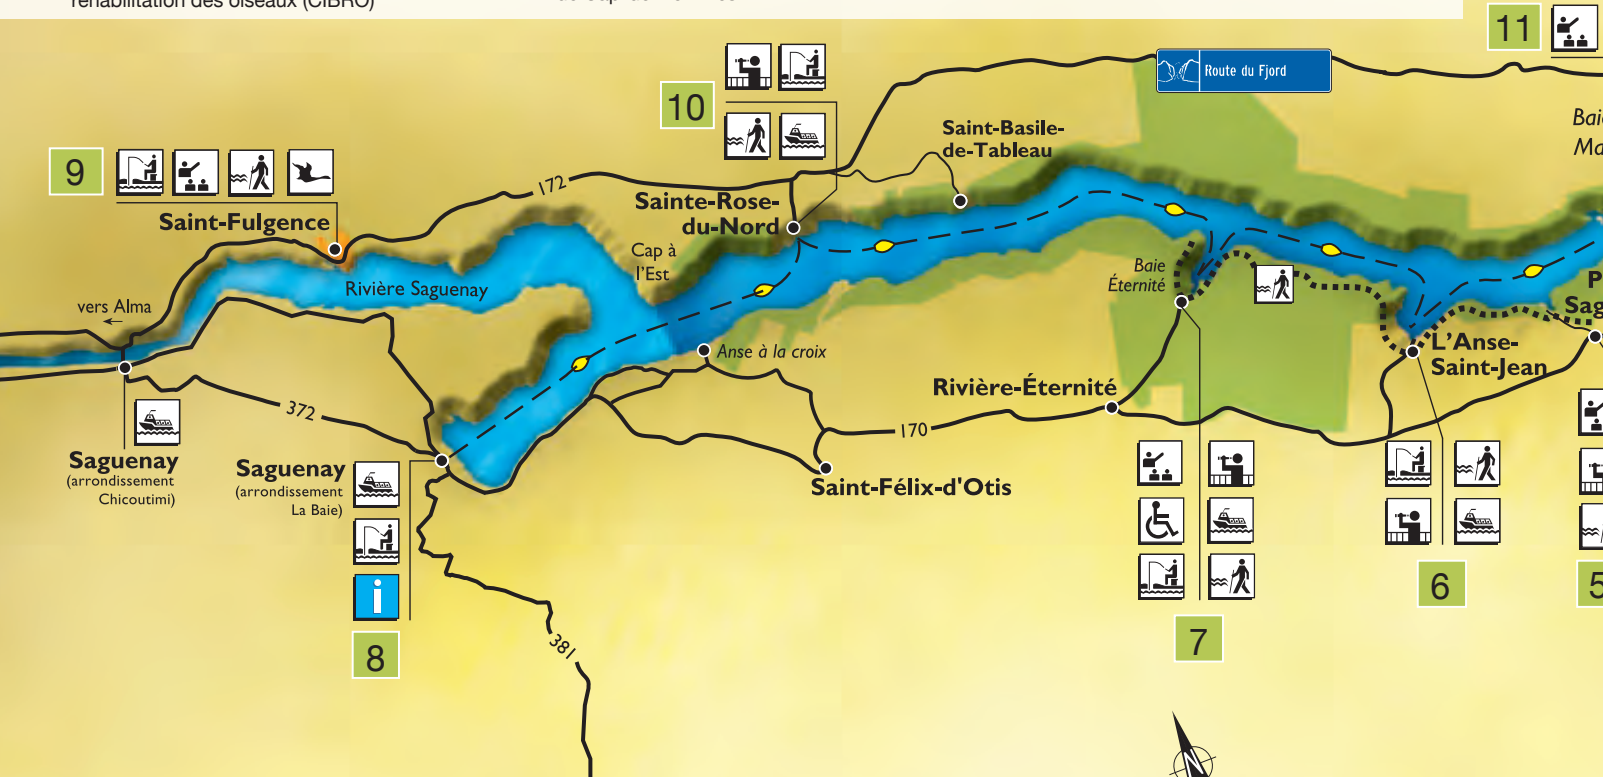 réhabilitation des oiseaux (CIBRO)
11
Route du Fjord
10
Baie
Saint-Basile-
de-Tableau
9
172
Sainte-Rose-
du-Nord
Saint-Fulgence
Cap à
l'Est
Baie
Éternité
Rivière Saguenay
vers Alma
P
Sag
Anse à la croix
L'Anse-
Saint-Jean
Rivière-Éternité
372
170
Saguenay
(arrondissement
Chicoutimi)
Saguenay
(arrondissement
La Baie)
Saint-Félix-d'Otis
i
8
381
7
6
5
N